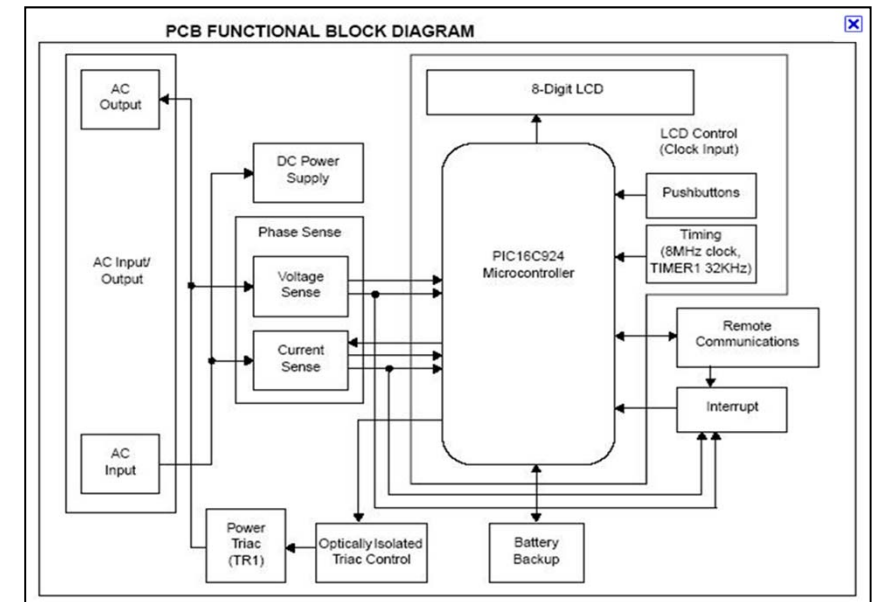 PCB FUNCTIONAL BLOCK DIAGRAM
AC
Output
8-Digit LCD
LCD Control
(Clock Input)
DC Power
Supply
Pushbuttons
Phase Sense
Timing
(8MHz clock,
TIMER1 32KHz)
AC Input/
Output
Voltage
Sense
PIC16C924
Microcontroller
Remote
Communications
Current
Sense
Interrupt
AC
Input
Power
Triac
(TR1)
Optically Isolated
Triac Control
Battery
Backup